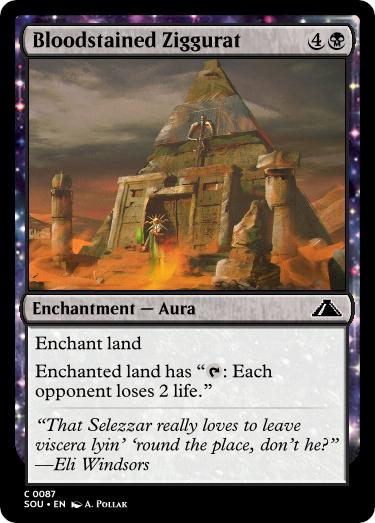 Bloodstained Ziggurat 4
Enchantment — Aura
Enchant land
Enchanted land has “: Each
opponent loses 2 life.”
“That Selezzar really loves to leave
viscera lyin’ ’round the place, don’t he?”
—Eli Windsors
C 0087
SOU • EN A. Pollak